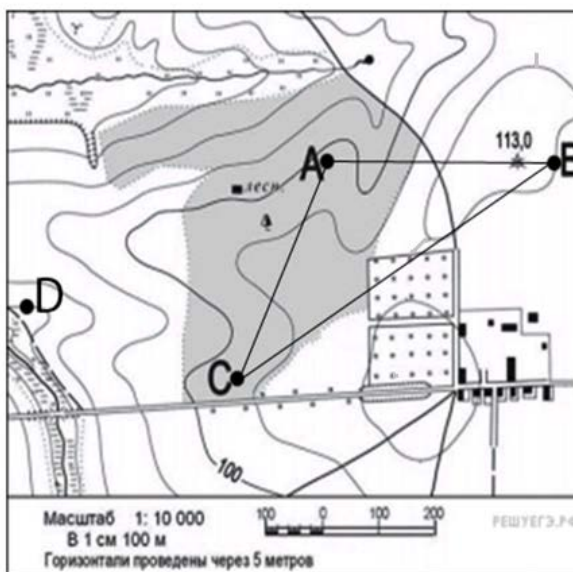 113,0
A
B
лесн.
D
C
100
Масштаб 1: 10 000
В 1 см 100 м
100 0 100 200
РЕШУЕГЭ.РФ
Горизонтали проведены через 5 метров